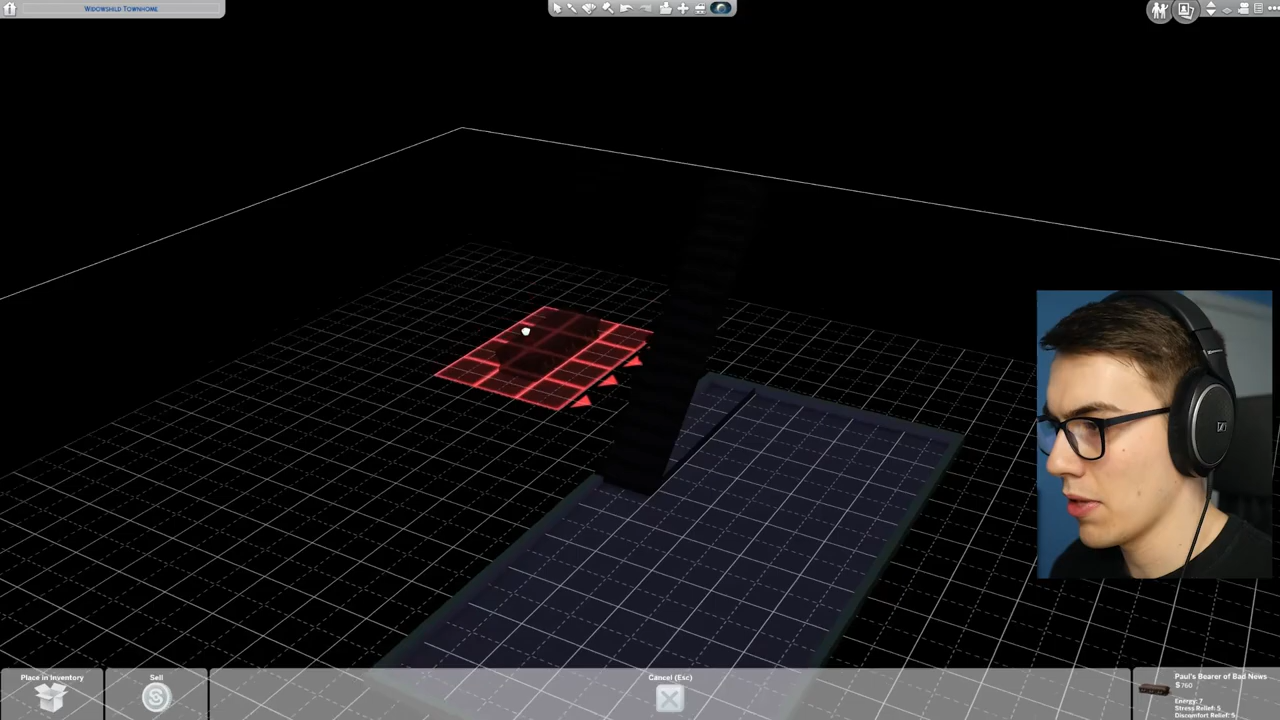 Widowshild Townhome
Place in Inventory
Sell
Cancel (Esc)
Paul's Bearer of Bad News
§760
Energy: 7
Stress Relief: 5
Discomfort Relief: 5